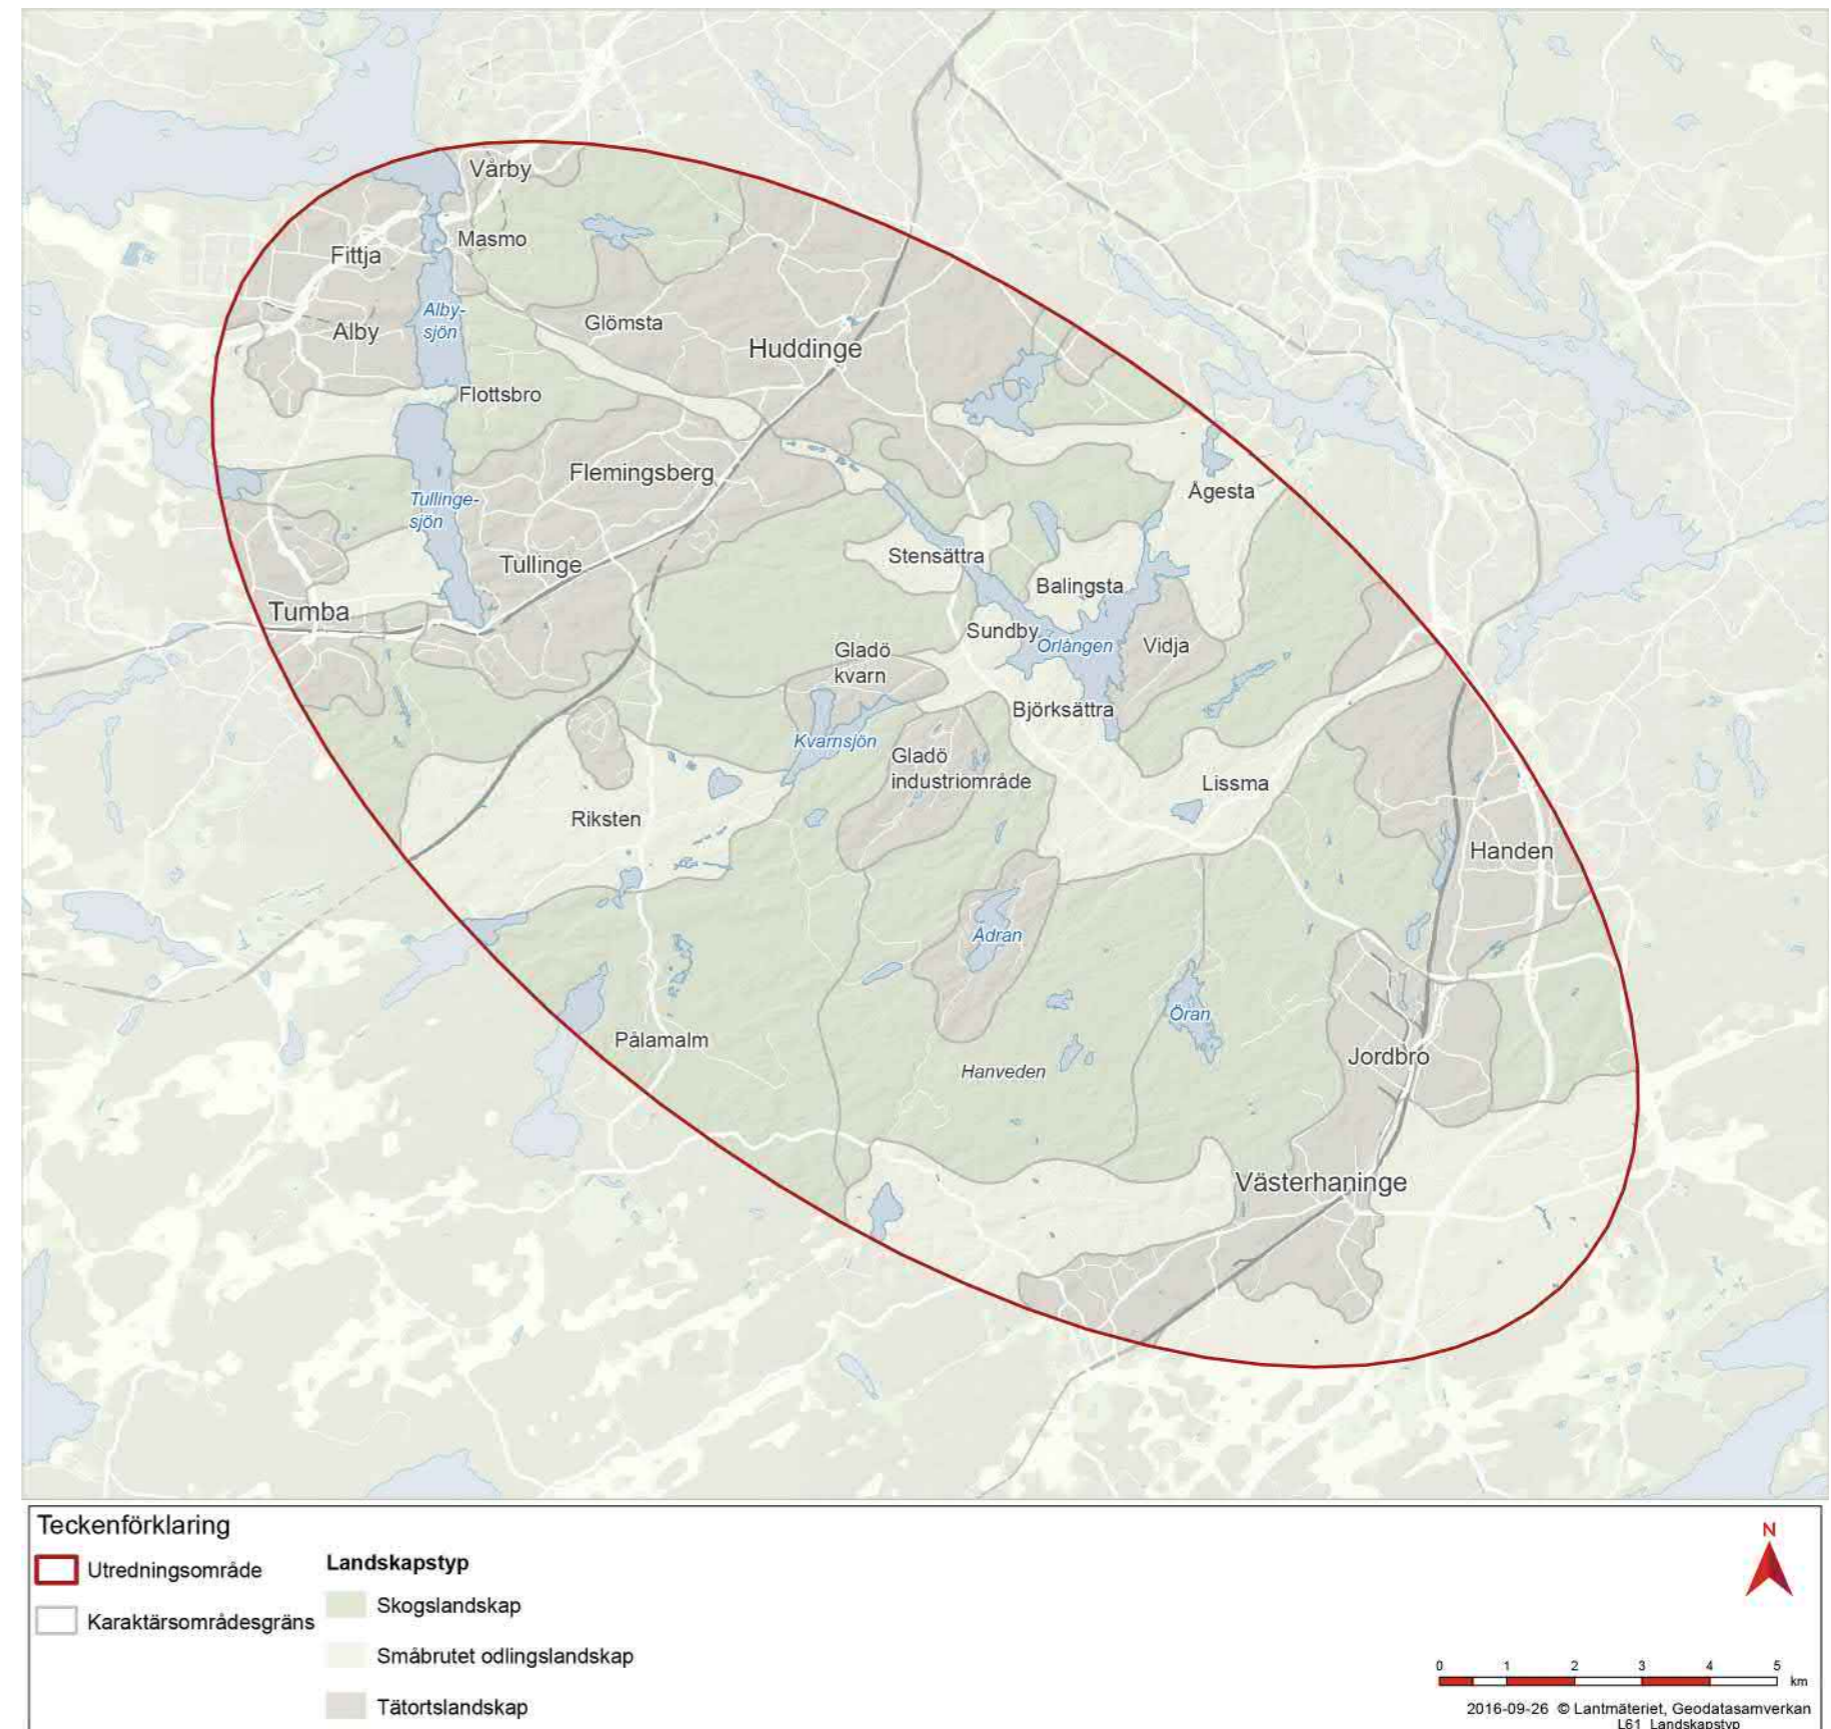 Vårby
Masmo
Fittja
Alby-
sjön
Glömsta
Alby
Huddinge
Flottsbro
Flemingsberg
Ågesta
Tullinge-
sjön
Stensättra
Tullinge
Balingsta
Tumba
Sundby
Orlången
Vidja
Gladö
kvarn
Björksättra
Kvarnsjön
Gladö
industriområde
Lissma
Riksten
Handen
Ådran
Öran
Pålamalm
Jordbro
Hanveden
Västerhaninge
Teckenförklaring
Utredningsområde
Karaktärsområdesgräns
Landskapstyp
Skogslandskap
Småbrutet odlingslandskap
Tätortslandskap
N
0 1 2 3 4 5
km
2016-09-26 © Lantmäteriet, Geodatasamverkan
L61_Landskapstyp